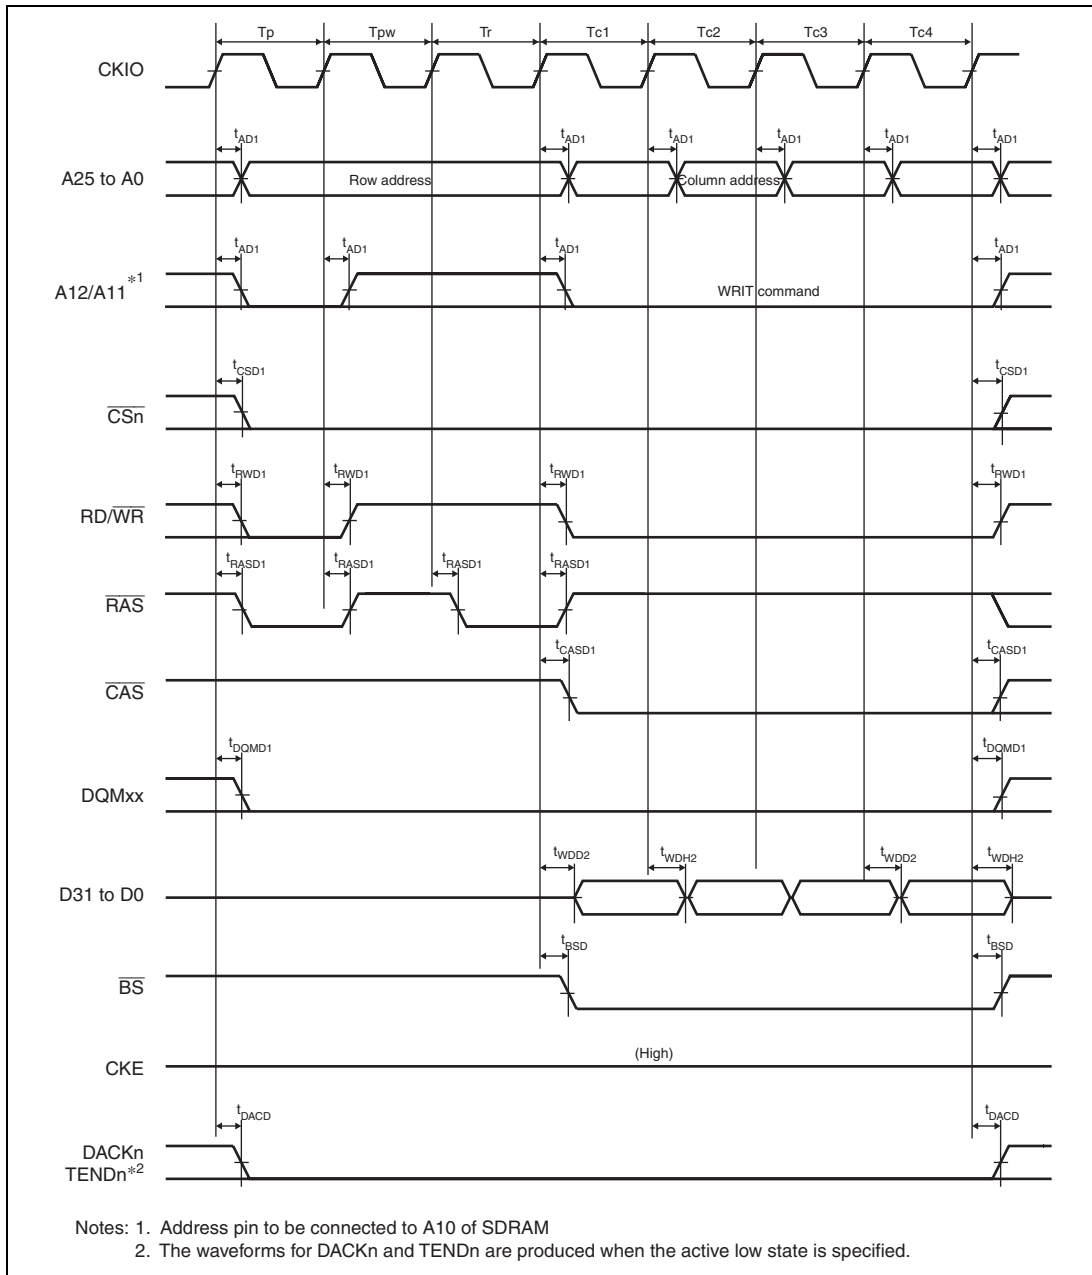 Tp Tpw Tr Tc1 Tc2 Tc3 Tc4
CKIO
tAD1 tAD1 tAD1 tAD1 tAD1 tAD1
A25 to A0 Row address Column address
tAD1 tAD1 tAD1 tAD1
A12/A11*1 WRIT command
tCSD1 tCSD1
CSn
tRWD1 tRWD1 tRWD1 tRWD1
RD/WR
tRASD1 tRASD1 tRASD1 tRASD1
RAS
tCASD1 tCASD1
CAS
tDQMD1 tDQMD1
DQMxx
tWDD2 tWDH2 tWDD2 tWDH2
D31 to D0
tBSD tBSD
BS
(High)
CKE
tDACD tDACD
DACKn
TENDn*2
Notes: 1. Address pin to be connected to A10 of SDRAM
2. The waveforms for DACKn and TENDn are produced when the active low state is specified.